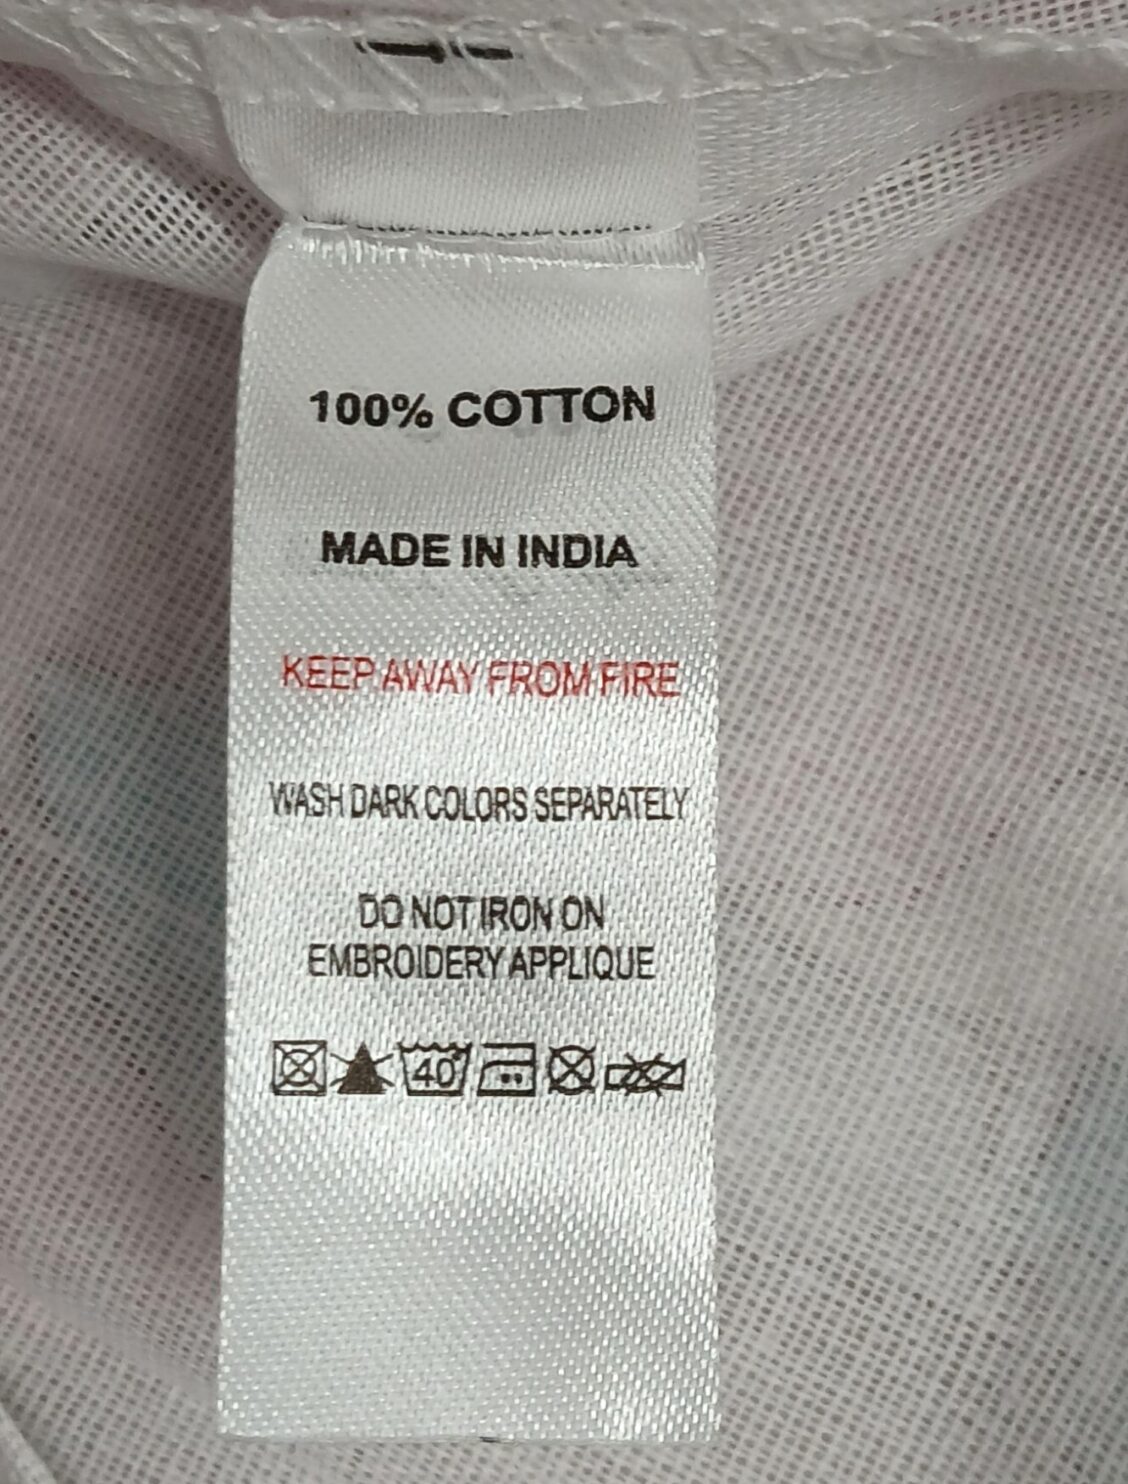 100% COTTON
MADE IN INDIA
KEEP AWAY FROM FIRE
WASH DARK COLORS SEPARATELY
DO NOT IRON ON
EMBROIDERY APPLIQUE
40°